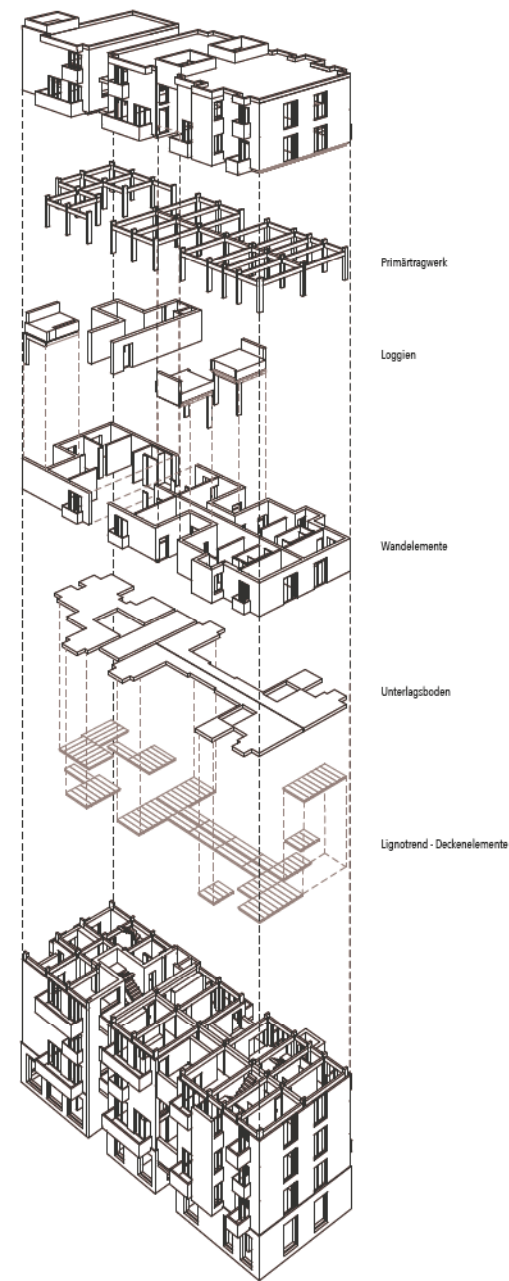 Primärtragwerk
Loggien
Wandelemente
Unterlagsboden
Lignotrend - Deckenelemente